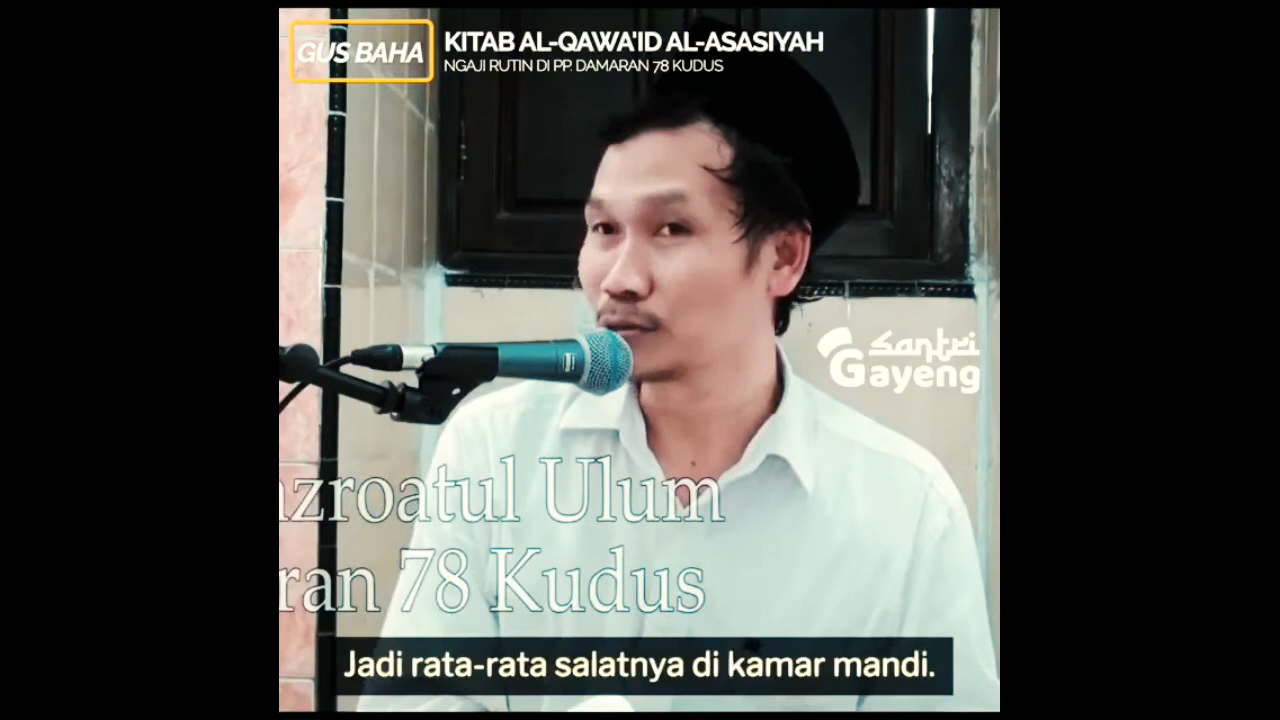 GUS BAHA
KITAB AL-QAWA'ID AL-ASASIYAH
NGAJI RUTIN DI PP. DAMARAN 78 KUDUS
Santri
Gayeng
azroatul Ulum
ran 78 Kudus
Jadi rata-rata salatnya di kamar mandi.